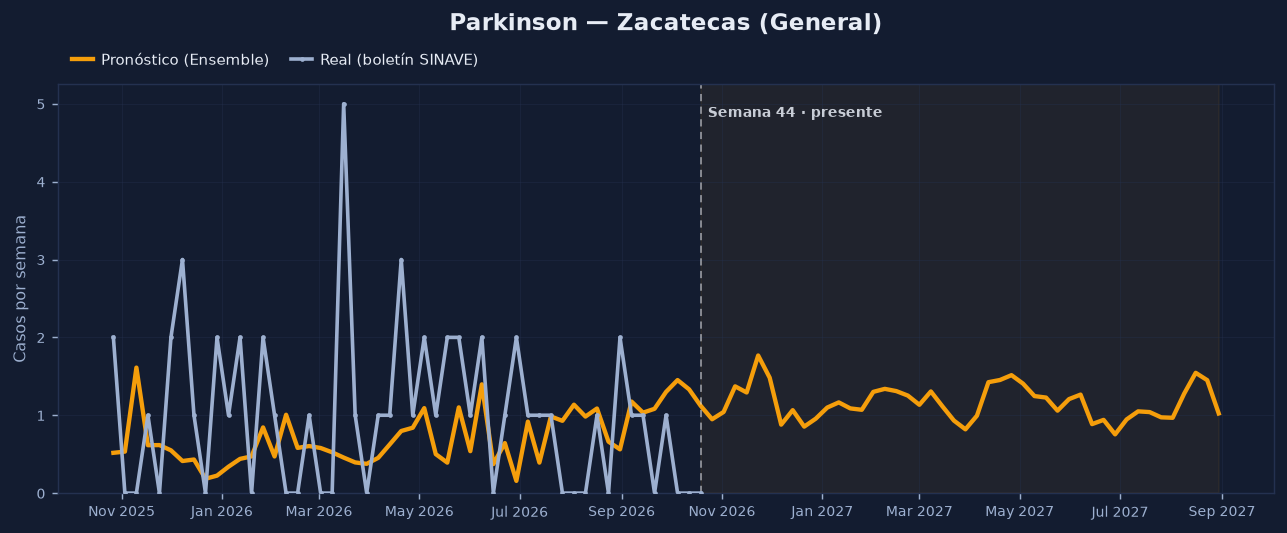 Parkinson — Zacatecas (General)
Pronóstico (Ensemble)
Real (boletín SINAVE)
Semana 44 · presente
Casos por semana
5
4
3
2
1
0
Nov 2025
Jan 2026
Mar 2026
May 2026
Jul 2026
Sep 2026
Nov 2026
Jan 2027
Mar 2027
May 2027
Jul 2027
Sep 2027